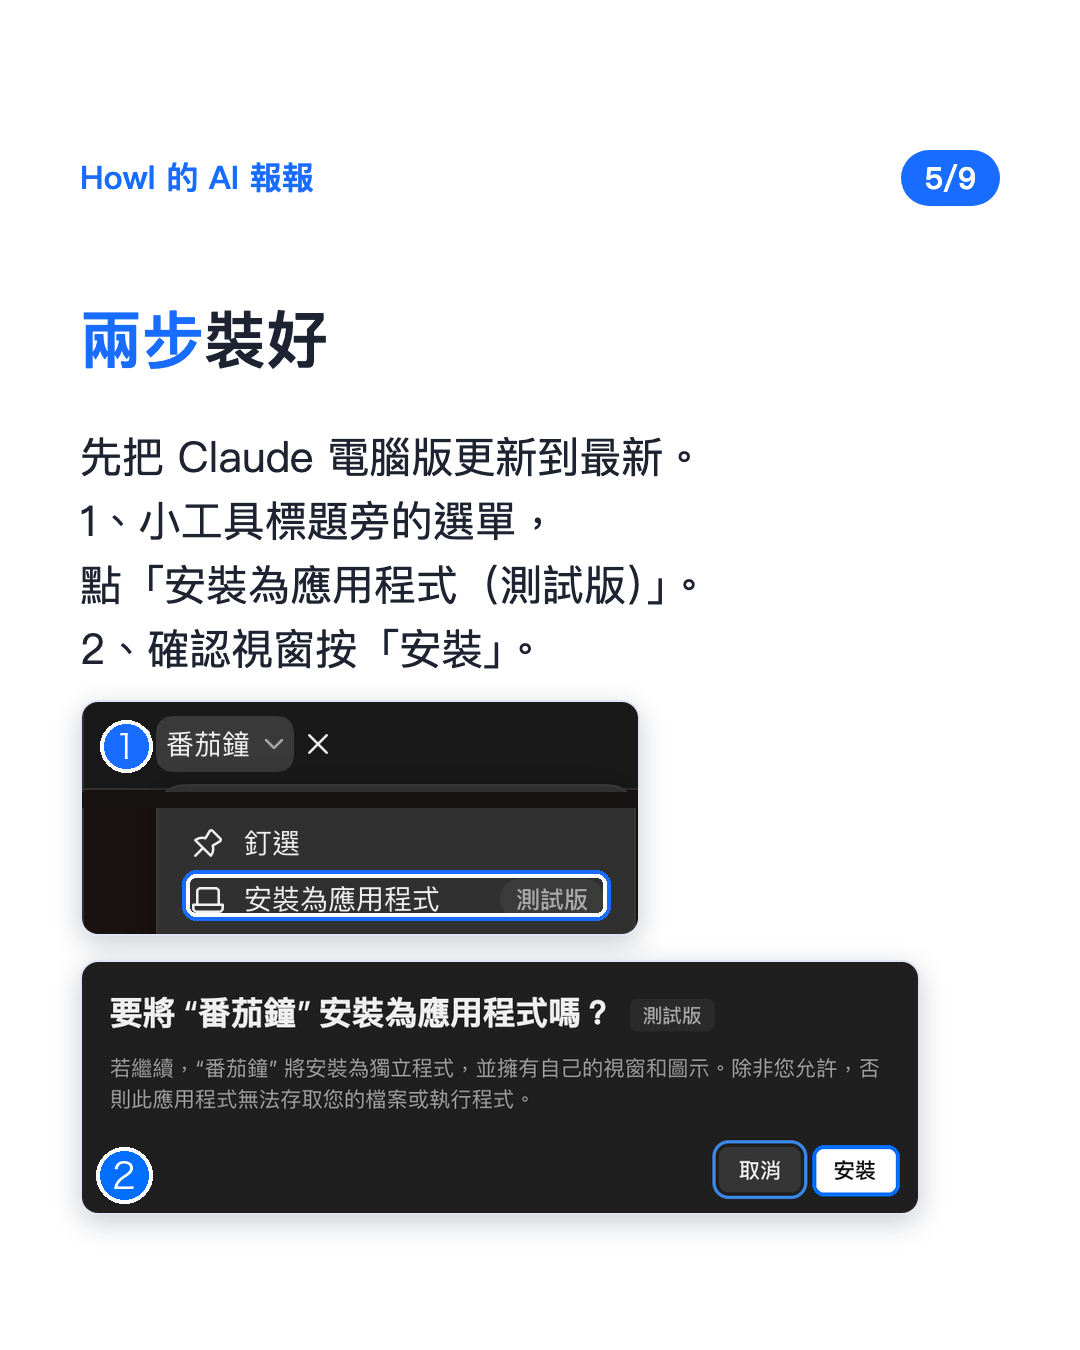 Howl 的 AI 報報
5/9
兩步裝好
先把 Claude 電腦版更新到最新。
1、小工具標題旁的選單，
點「安裝為應用程式（測試版）」。
2、確認視窗按「安裝」。
1
番茄鐘
釘選
安裝為應用程式 測試版
要將 “番茄鐘” 安裝為應用程式嗎？ 測試版
若繼續，“番茄鐘” 將安裝為獨立程式，並擁有自己的視窗和圖示。除非您允許，否
則此應用程式無法存取您的檔案或執行程式。
2
取消 安裝